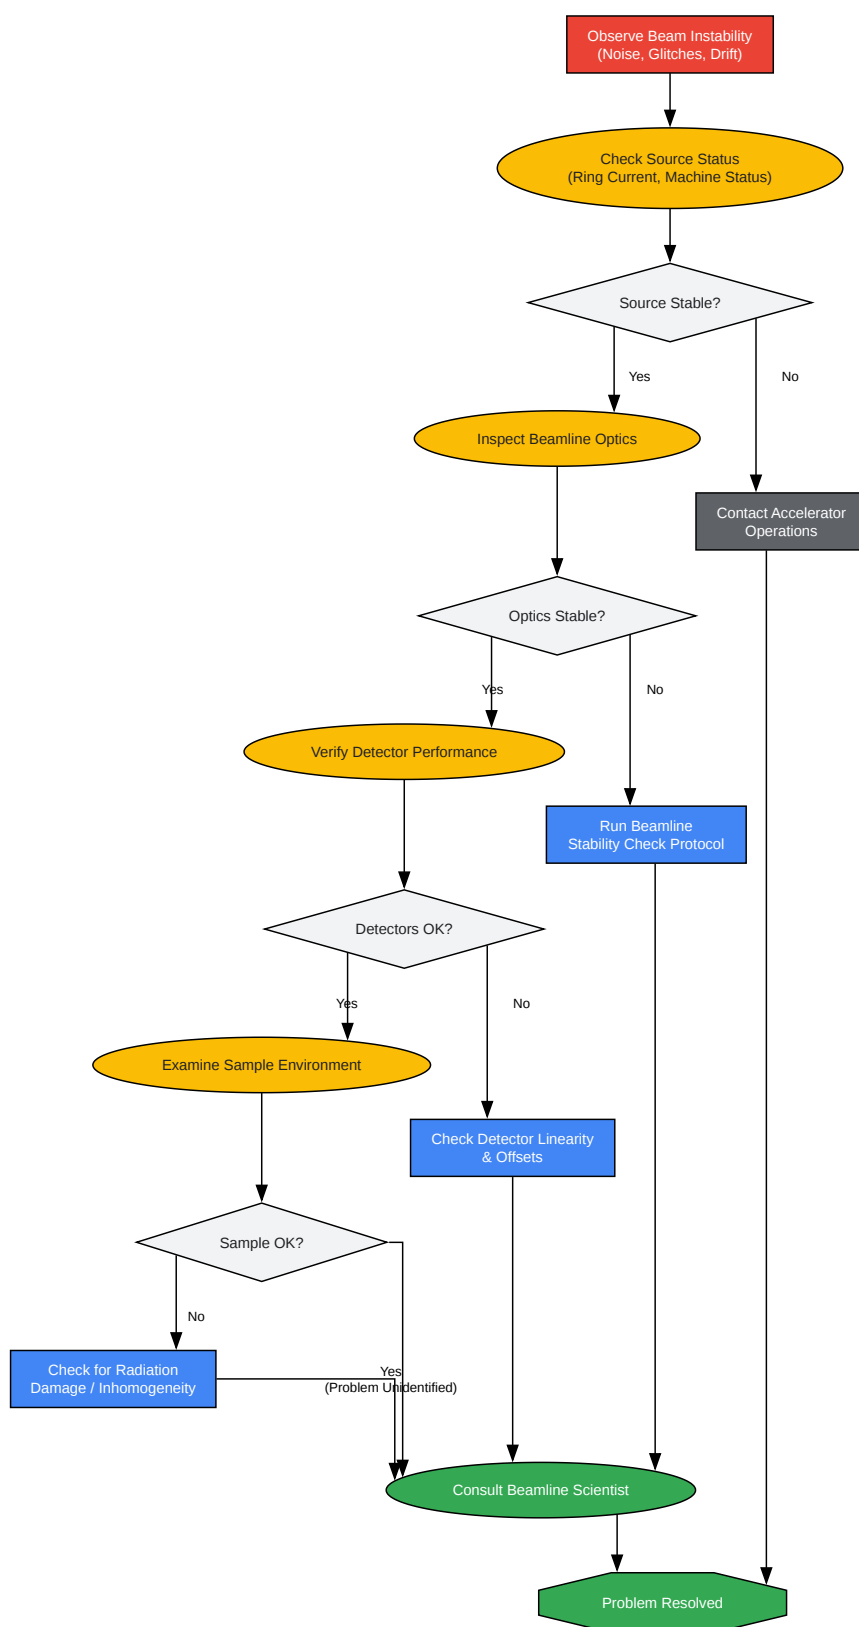 Observe Beam Instability
(Noise, Glitches, Drift)
Check Source Status
(Ring Current, Machine Status)
Source Stable?
Yes
No
Inspect Beamline Optics
Contact Accelerator
Operations
Optics Stable?
Yes
No
Verify Detector Performance
Run Beamline
Stability Check Protocol
Detectors OK?
Yes
No
Examine Sample Environment
Check Detector Linearity
& Offsets
Sample OK?
No
Check for Radiation
Damage / Inhomogeneity
Yes
(Problem Unidentified)
Consult Beamline Scientist
Problem Resolved